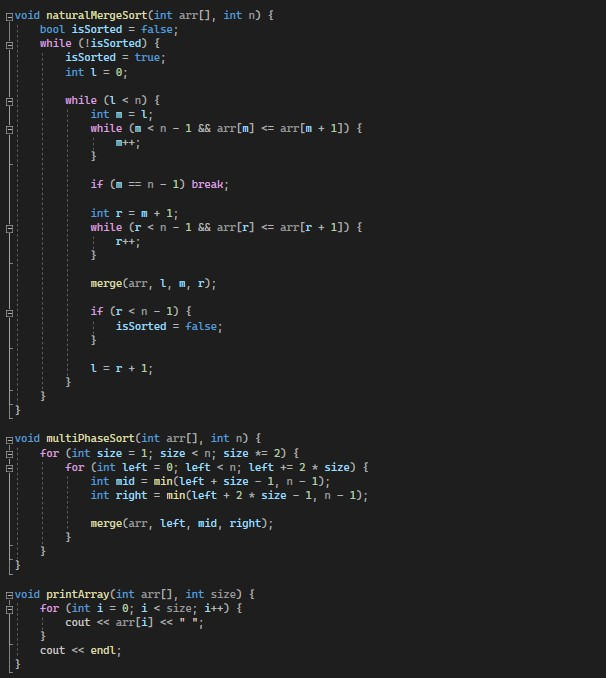 void naturalMergeSort(int arr[], int n) {
    bool isSorted = false;
    while (!isSorted) {
        isSorted = true;
        int l = 0;

        while (l < n) {
            int m = l;
            while (m < n - 1 && arr[m] <= arr[m + 1]) {
                m++;
            }

            if (m == n - 1) break;

            int r = m + 1;
            while (r < n - 1 && arr[r] <= arr[r + 1]) {
                r++;
            }

            merge(arr, l, m, r);

            if (r < n - 1) {
                isSorted = false;
            }

            l = r + 1;
        }
    }
}

void multiPhaseSort(int arr[], int n) {
    for (int size = 1; size < n; size *= 2) {
        for (int left = 0; left < n; left += 2 * size) {
            int mid = min(left + size - 1, n - 1);
            int right = min(left + 2 * size - 1, n - 1);

            merge(arr, left, mid, right);
        }
    }
}

void printArray(int arr[], int size) {
    for (int i = 0; i < size; i++) {
        cout << arr[i] << " ";
    }
    cout << endl;
}